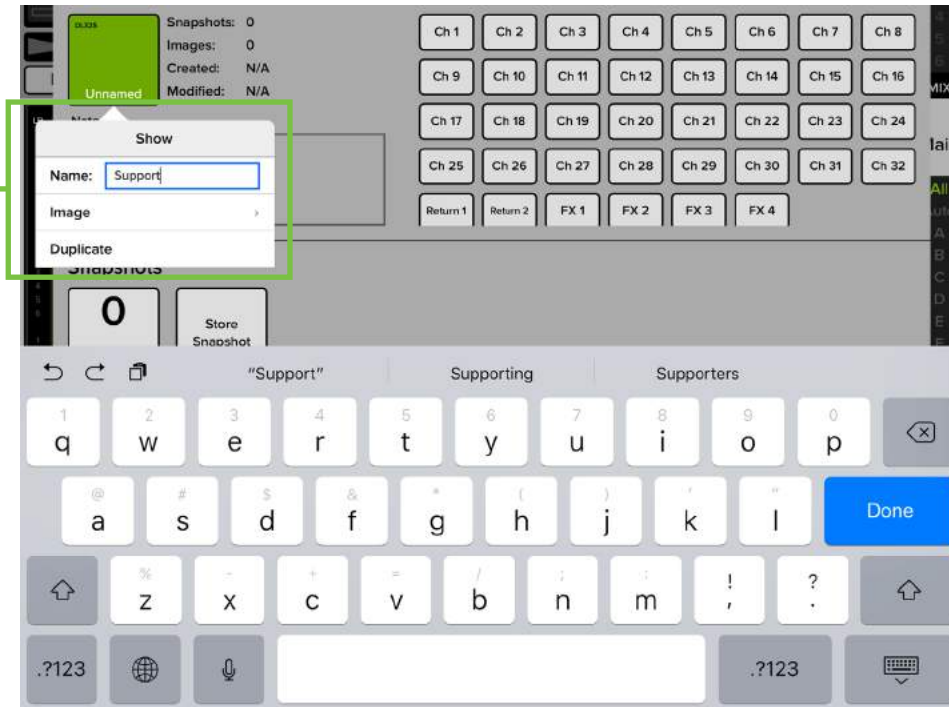 DL32S
Snapshots: 0
Images: 0
Created: N/A
Modified: N/A
Unnamed
Ch 1 Ch 2 Ch 3 Ch 4 Ch 5 Ch 6 Ch 7 Ch 8
Ch 9 Ch 10 Ch 11 Ch 12 Ch 13 Ch 14 Ch 15 Ch 16
Ch 17 Ch 18 Ch 19 Ch 20 Ch 21 Ch 22 Ch 23 Ch 24
Ch 25 Ch 26 Ch 27 Ch 28 Ch 29 Ch 30 Ch 31 Ch 32
Return 1 Return 2 FX 1 FX 2 FX 3 FX 4
Show
Name: Support
Image
Duplicate
Snapshots
0
Store
Snapshot
All
A
B
C
D
E
"Support" Supporting Supporters
1 2 3 4 5 6 7 8 9 0
q w e r t y u i o p
@ # $ & * ( ) ' "
a s d f g h j k l Done
% - + = / ; : ! ?
z x c v b n m , .
.?123 .?123